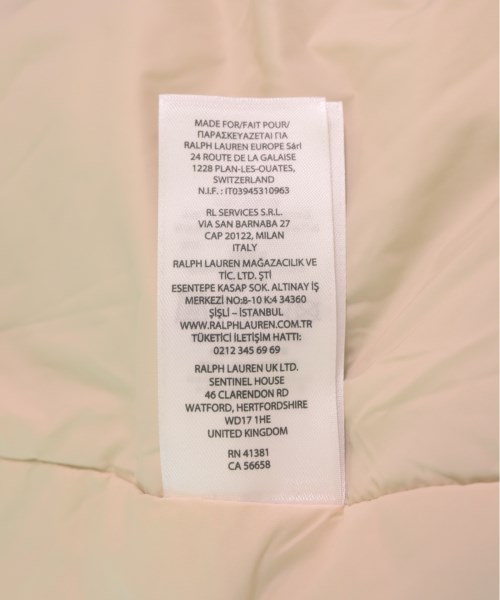 MADE FOR/FAIT POUR/
ΠΑΡΑΣΚΕΥΑΖΕΤΑΙ ΓΙΑ
RALPH LAUREN EUROPE Sárl
24 ROUTE DE LA GALAISE
1228 PLAN-LES-OUATES,
SWITZERLAND
N.I.F. : IT03945310963
RL SERVICES S.R.L.
VIA SAN BARNABA 27
CAP 20122, MILAN
ITALY
RALPH LAUREN MAĞAZACILIK VE
TİC. LTD. ŞTİ
ESENTEPE KASAP SOK. ALTINAY İŞ
MERKEZİ NO:8-10 K:4 34360
ŞİŞLİ – İSTANBUL
WWW.RALPHLAUREN.COM.TR
TÜKETİCİ İLETİŞİM HATTI:
0212 345 69 69
RALPH LAUREN UK LTD.
SENTINEL HOUSE
46 CLARENDON RD
WATFORD, HERTFORDSHIRE
WD17 1HE
UNITED KINGDOM
RN 41381
CA 56658